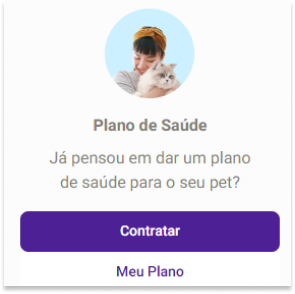 Plano de Saúde
Já pensou em dar um plano
de saúde para o seu pet?
Contratar
Meu Plano